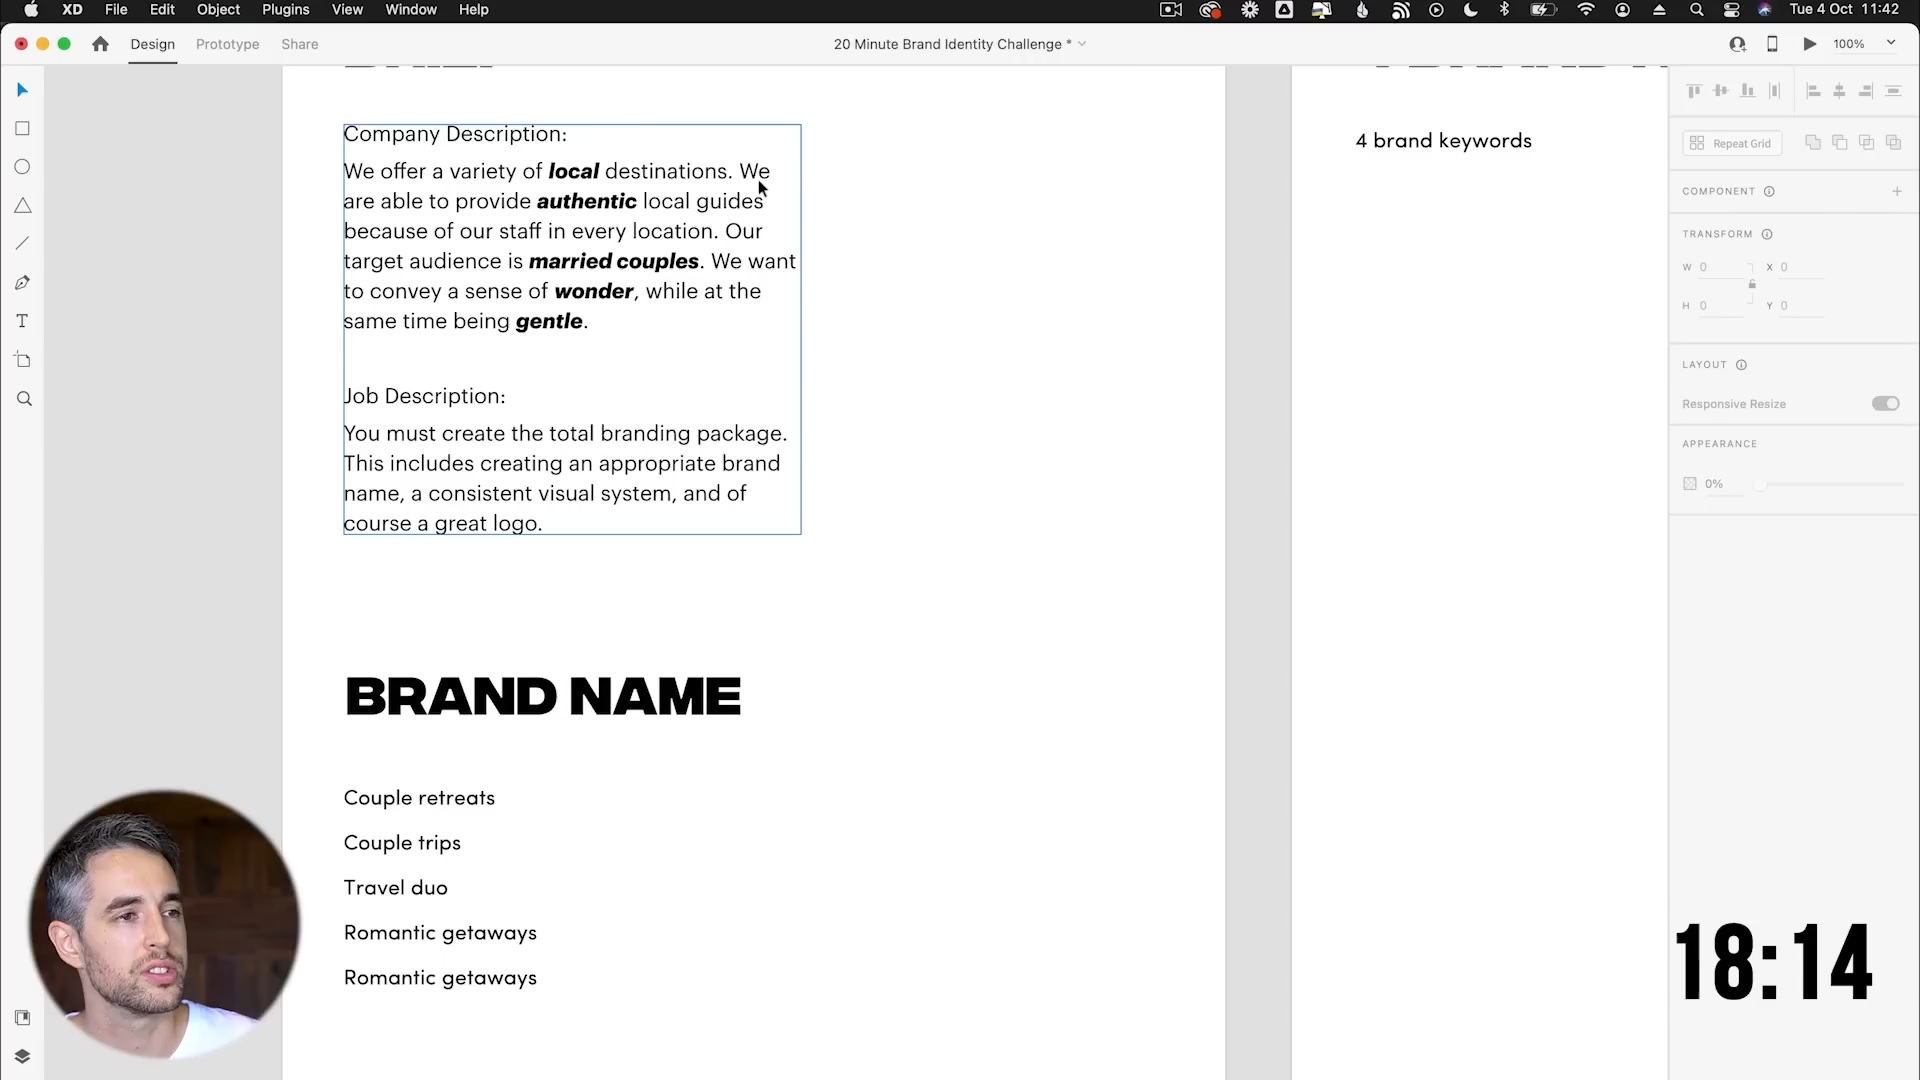 XD File Edit Object Plugins View Window Help Tue 4 Oct 11:42
Design Prototype Share 20 Minute Brand Identity Challenge * 100%
Company Description:
We offer a variety of local destinations. We
are able to provide authentic local guides
because of our staff in every location. Our
target audience is married couples. We want
to convey a sense of wonder, while at the
same time being gentle.
Job Description:
You must create the total branding package.
This includes creating an appropriate brand
name, a consistent visual system, and of
course a great logo.
BRAND NAME
Couple retreats
Couple trips
Travel duo
Romantic getaways
Romantic getaways
4 brand keywords
Repeat Grid
COMPONENT
TRANSFORM
W 0 X 0
H 0 Y 0
LAYOUT
Responsive Resize
APPEARANCE
0%
18:14